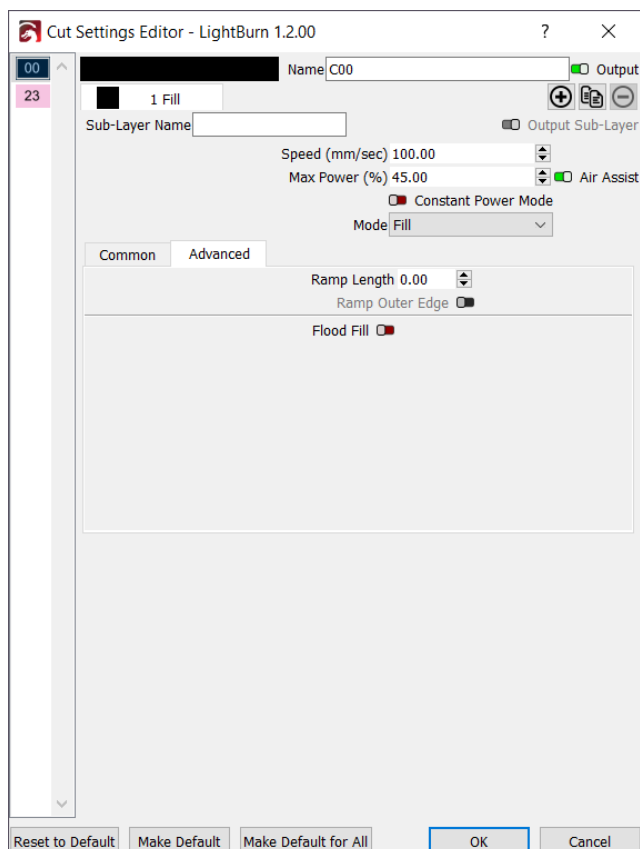 Cut Settings Editor - LightBurn 1.2.00 ?
00 Name C00 Output
23 1 Fill
Sub-Layer Name Output Sub-Layer
Speed (mm/sec) 100.00
Max Power (%) 45.00 Air Assist
Constant Power Mode
Mode Fill
Common Advanced
Ramp Length 0.00
Ramp Outer Edge
Flood Fill
Reset to Default Make Default Make Default for All OK Cancel